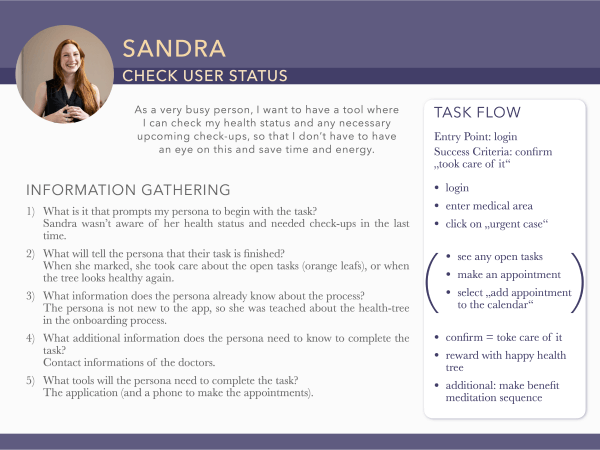 SANDRA
CHECK USER STATUS
As a very busy person, I want to have a tool where
I can check my health status and any necessary
upcoming check-ups, so that I don't have to have
an eye on this and save time and energy.
INFORMATION GATHERING
1) What is it that prompts my persona to begin with the task?
Sandra wasn't aware of her health status and needed check-ups in the last
time.
2) What will tell the persona that their task is finished?
When she marked, she took care about the open tasks (orange leafs), or when
the tree looks healthy again.
3) What information does the persona already know about the process?
The persona is not new to the app, so she was teached about the health-tree
in the onboarding process.
4) What additional information does the persona need to know to complete the
task?
Contact informations of the doctors.
5) What tools will the persona need to complete the task?
The application (and a phone to make the appointments).
TASK FLOW
Entry Point: login
Success Criteria: confirm
„took care of it“
• login
• enter medical area
• click on „urgent case“
• see any open tasks
• make an appointment
• select „add appointment
to the calendar“
• confirm = toke care of it
• reward with happy health
tree
• additional: make benefit
meditation sequence